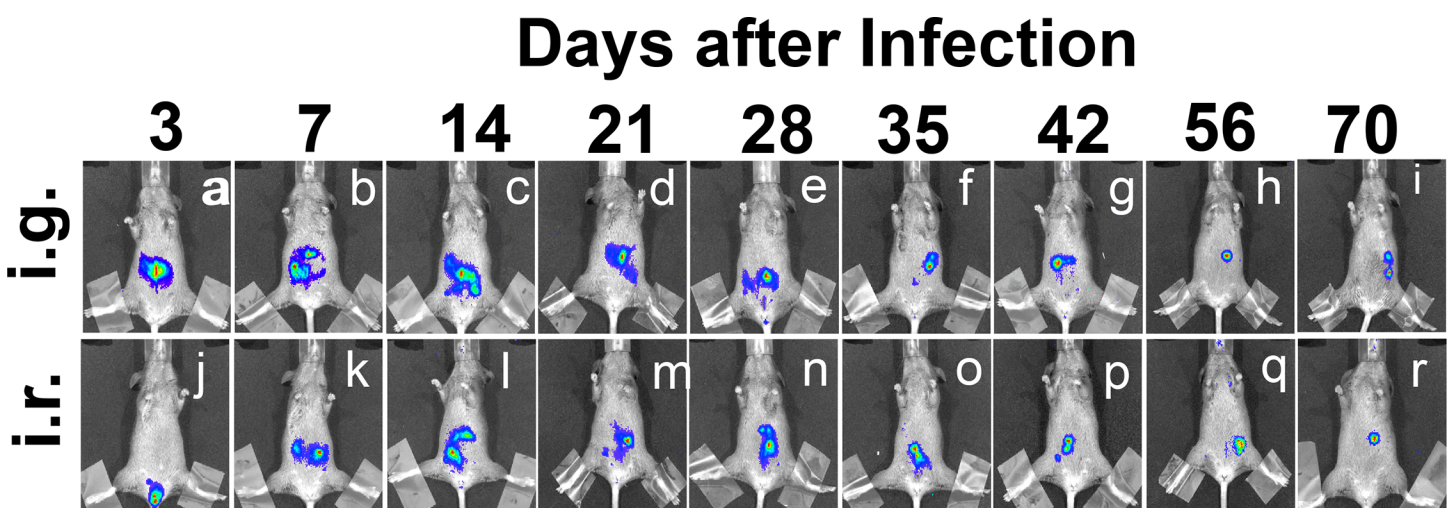 Days after Infection
3 7 14 21 28 35 42 56 70
i.g.
a b c d e f g h i
i.r.
j k l m n o p q r